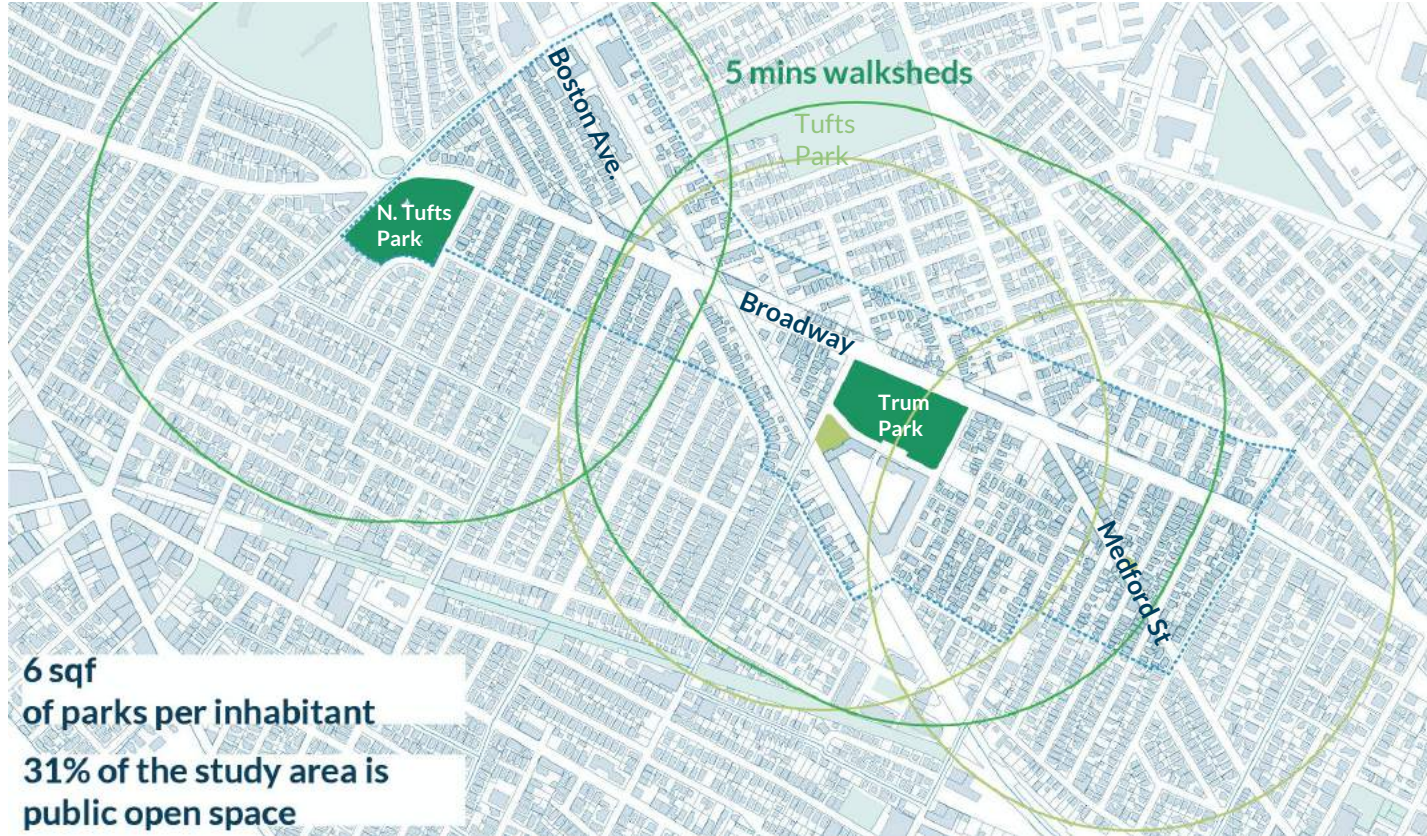 Boston Ave.
5 mins walksheds
Tufts
Park
N. Tufts
Park
Broadway
Trum
Park
Medford St
6 sqf
of parks per inhabitant
31% of the study area is
public open space